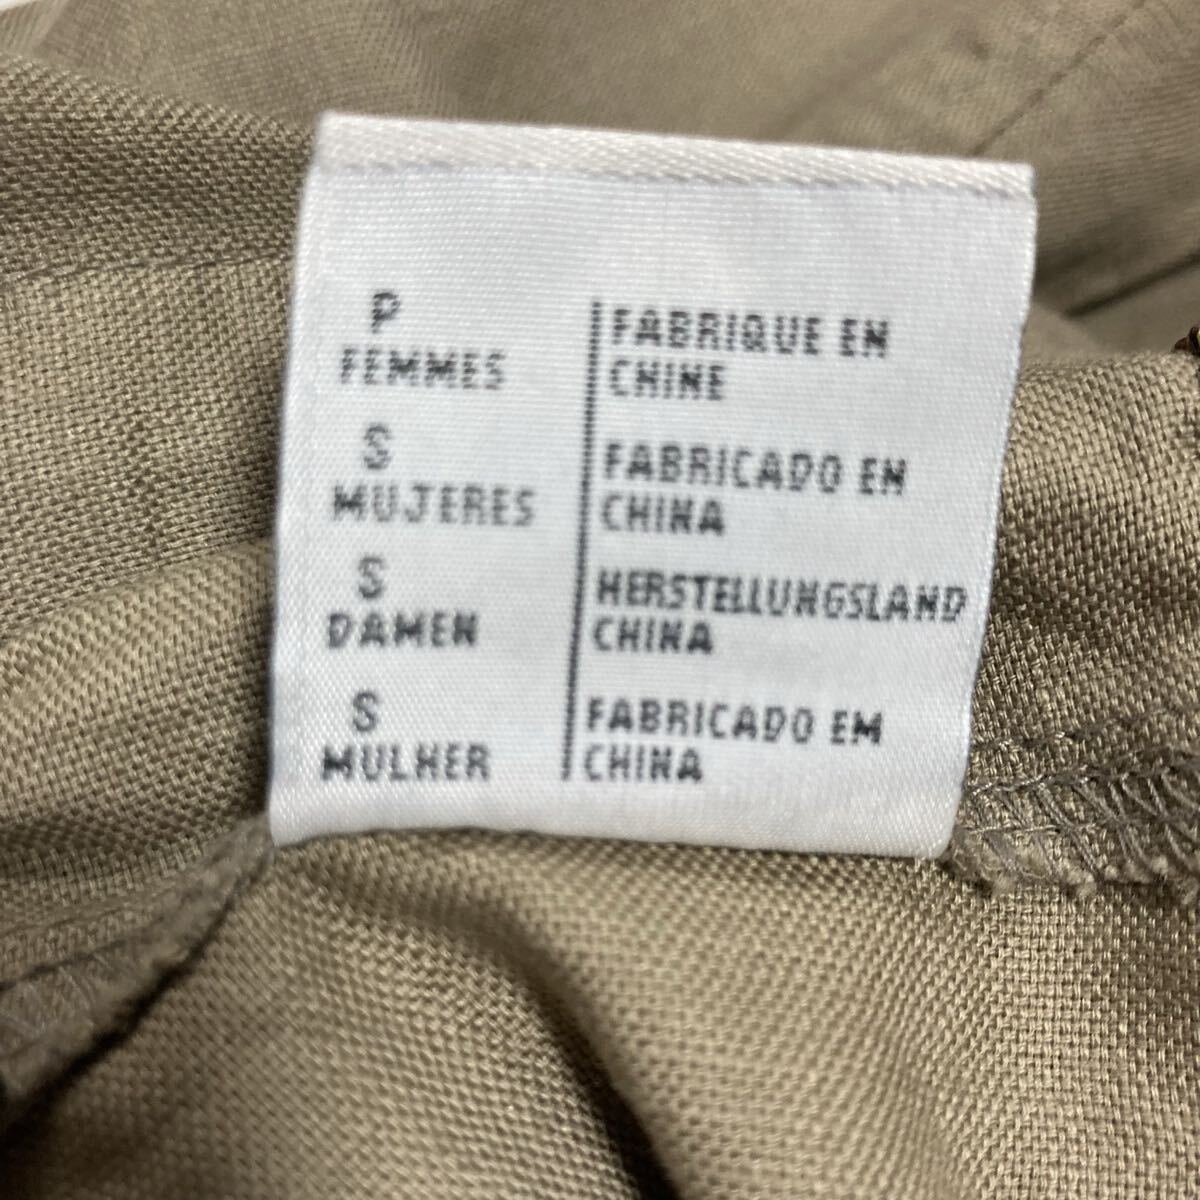 P
FEMMES
FABRIQUE EN
CHINE
S
MUJERES
FABRICADO EN
CHINA
S
DAMEN
HERSTELLUNGSLAND
CHINA
S
MULHER
FABRICADO EM
CHINA